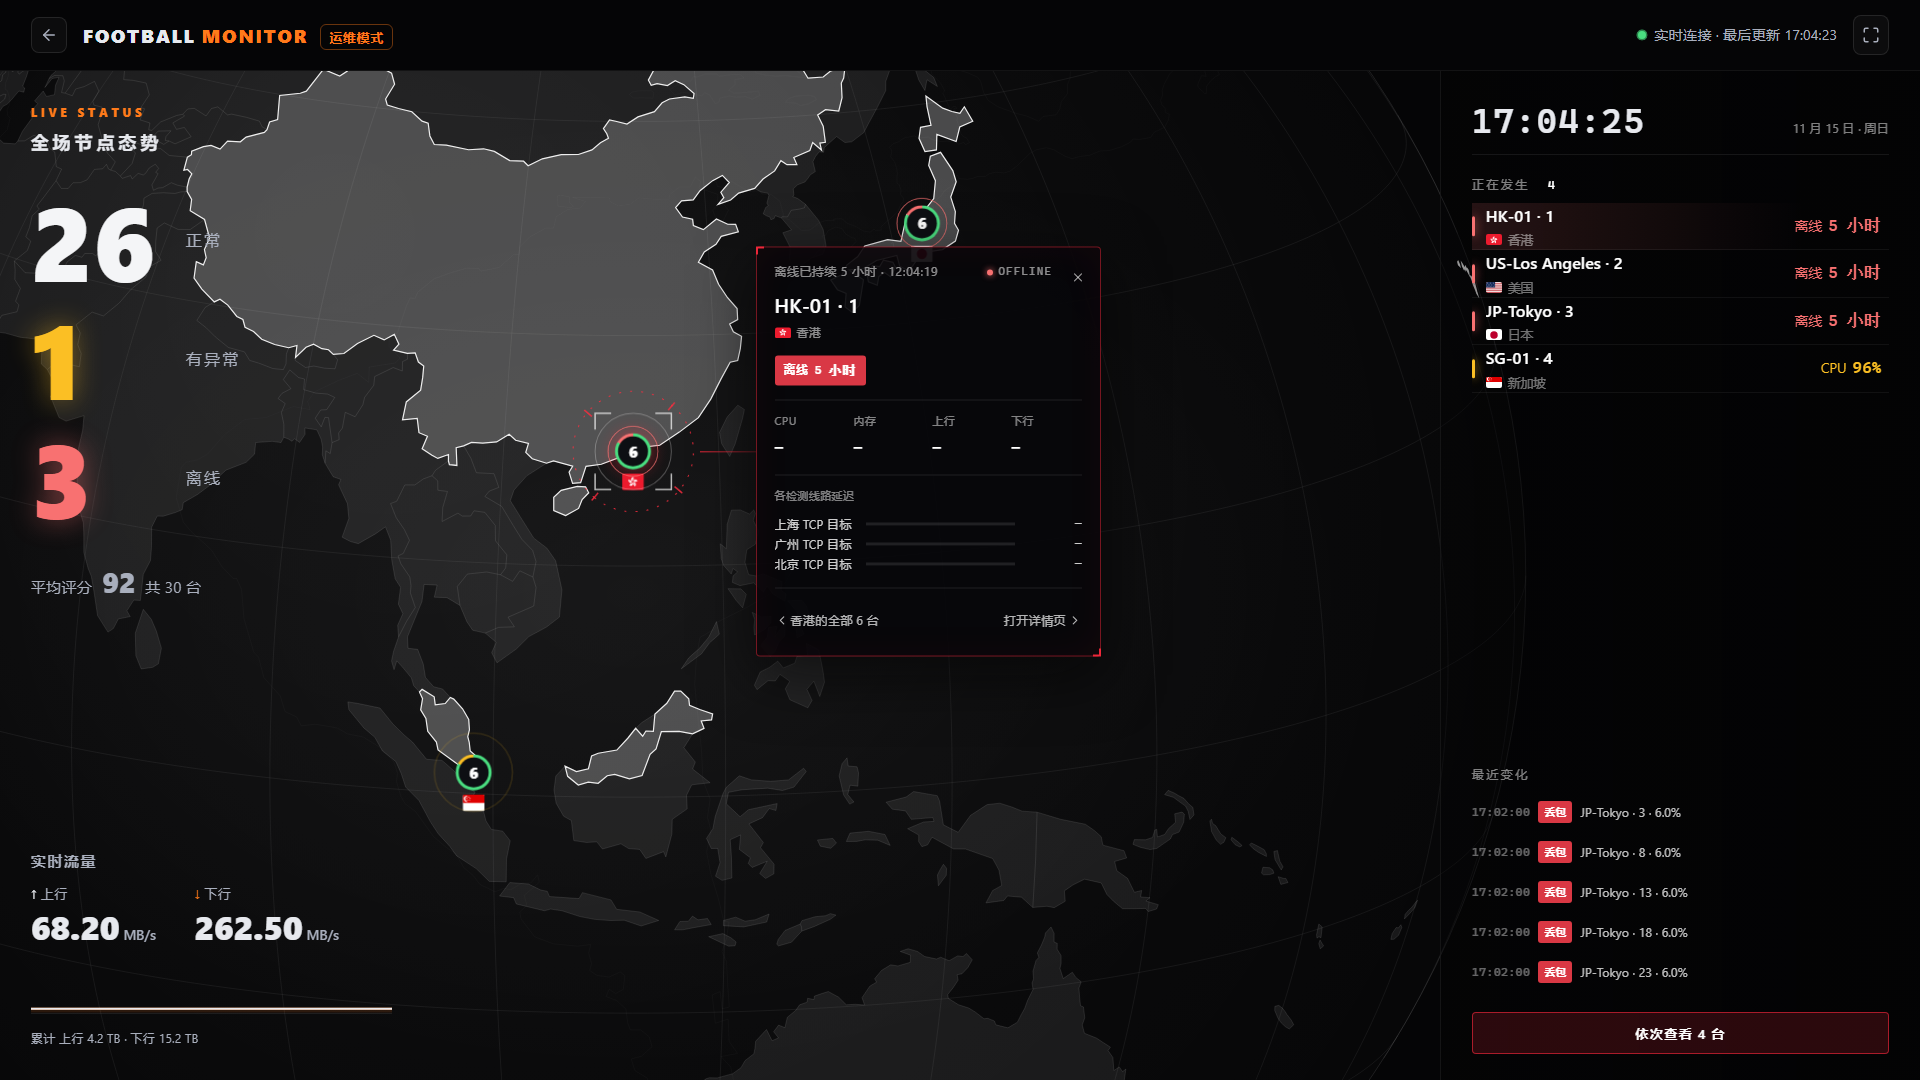 FOOTBALL MONITOR 运维模式
实时连接 · 最后更新 17:04:23
LIVE STATUS
全场节点态势
26 正常
1 有异常
3 离线
平均评分 92 共 30 台
实时流量
↑ 上行 ↓ 下行
68.20 MB/s 262.50 MB/s
累计 上行 4.2 TB · 下行 15.2 TB
6
6
6
离线已持续 5 小时 · 12:04:19 OFFLINE
HK-01 · 1
香港
离线 5 小时
CPU 内存 上行 下行
– – – –
各检测线路延迟
上海 TCP 目标 –
广州 TCP 目标 –
北京 TCP 目标 –
香港的全部 6 台 打开详情页
17:04:25 11 月 15 日 · 周日
正在发生 4
HK-01 · 1
香港
离线 5 小时
US-Los Angeles · 2
美国
离线 5 小时
JP-Tokyo · 3
日本
离线 5 小时
SG-01 · 4
新加坡
CPU 96%
最近变化
17:02:00 丢包 JP-Tokyo · 3 · 6.0%
17:02:00 丢包 JP-Tokyo · 8 · 6.0%
17:02:00 丢包 JP-Tokyo · 13 · 6.0%
17:02:00 丢包 JP-Tokyo · 18 · 6.0%
17:02:00 丢包 JP-Tokyo · 23 · 6.0%
依次查看 4 台